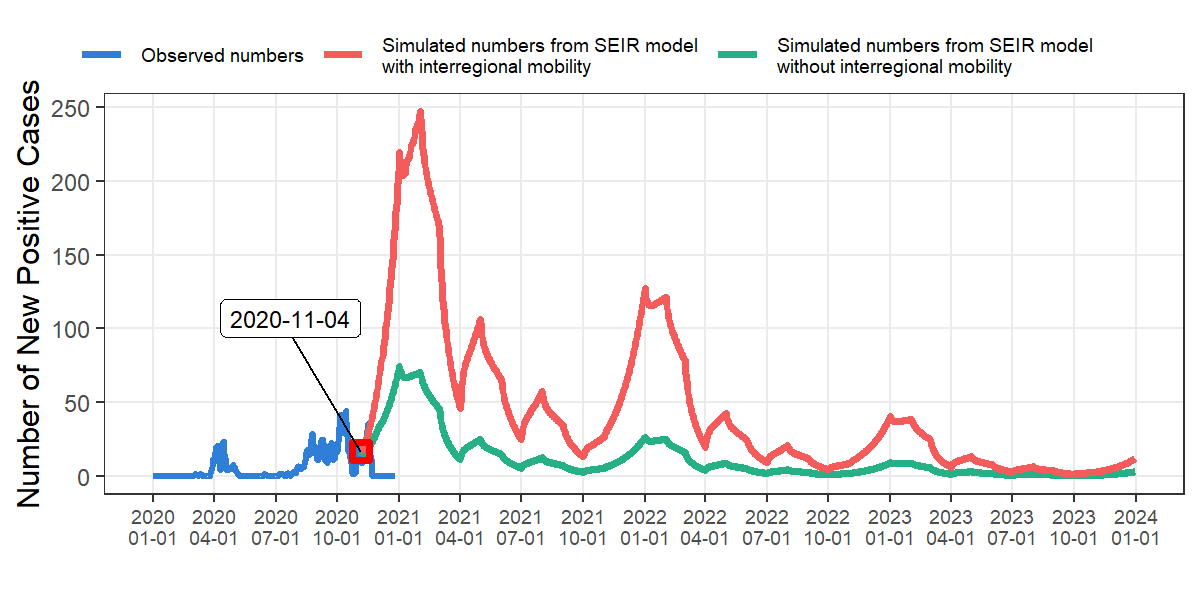 Observed numbers
Simulated numbers from SEIR model
with interregional mobility
Simulated numbers from SEIR model
without interregional mobility
Number of New Positive Cases
250
200
150
100
50
0
2020-11-04
2020 2020 2020 2020 2021 2021 2021 2021 2022 2022 2022 2022 2023 2023 2023 2023 2024
01-01 04-01 07-01 10-01 01-01 04-01 07-01 10-01 01-01 04-01 07-01 10-01 01-01 04-01 07-01 10-01 01-01